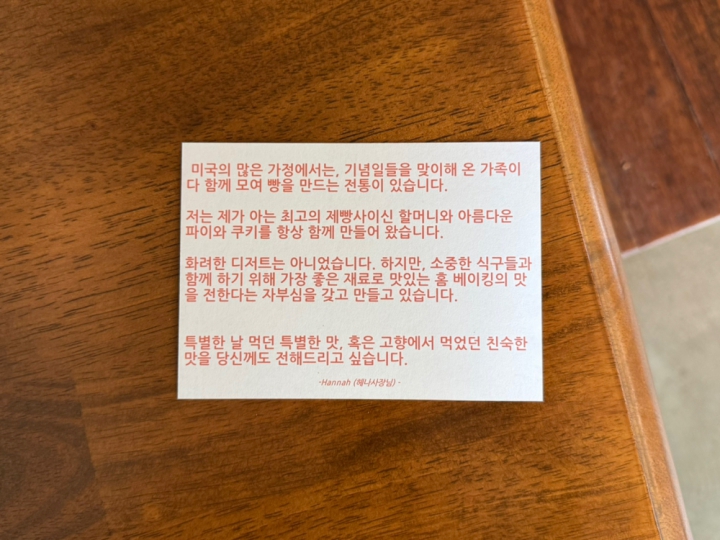 미국의 많은 가정에서는, 기념일들을 맞이해 온 가족이
다 함께 모여 빵을 만드는 전통이 있습니다.
저는 제가 아는 최고의 제빵사이신 할머니와 아름다운
파이와 쿠키를 항상 함께 만들어 왔습니다.
화려한 디저트는 아니었습니다. 하지만, 소중한 식구들과
함께 하기 위해 가장 좋은 재료로 맛있는 홈 베이킹의 맛
을 전한다는 자부심을 갖고 만들고 있습니다.
특별한 날 먹던 특별한 맛, 혹은 고향에서 먹었던 친숙한
맛을 당신께도 전해드리고 싶습니다.
-Hannah (헤나사장님) -